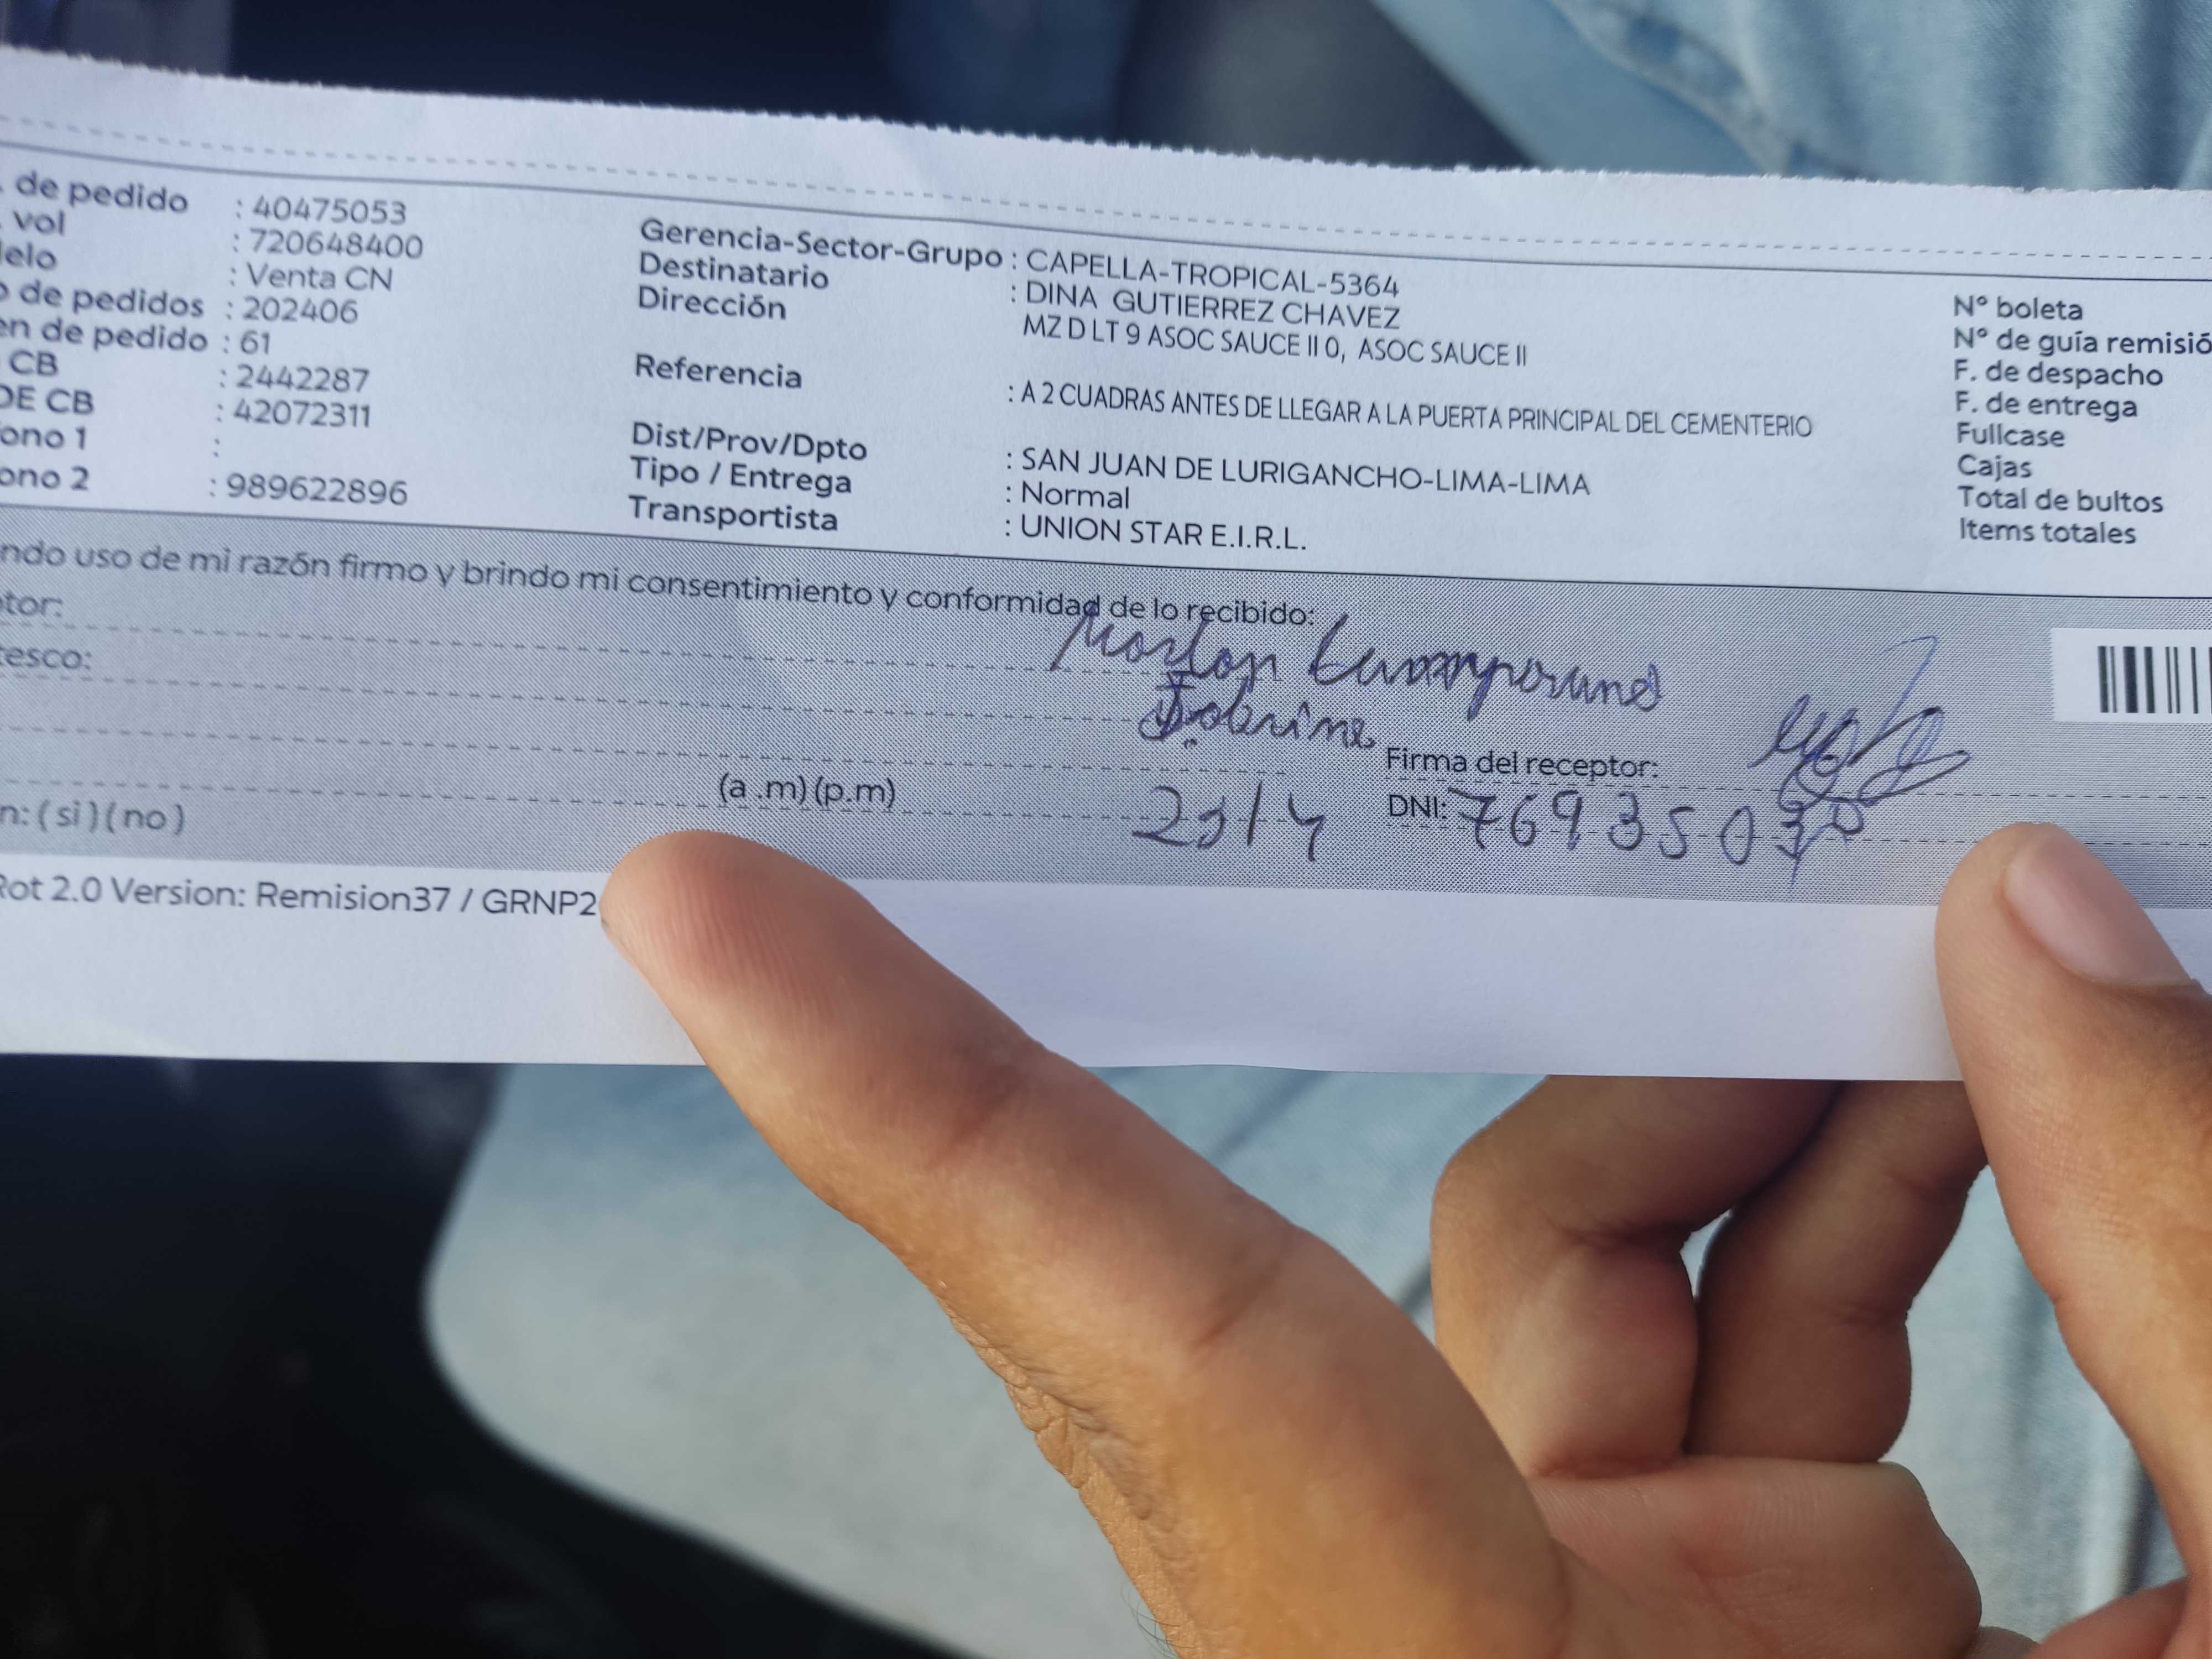 de pedido : 40475053
vol : 720648400
elo : Venta CN
o de pedidos : 202406
en de pedido : 61
CB : 2442287
DE CB : 42072311
ono 1 :
ono 2 : 989622896
Gerencia-Sector-Grupo : CAPELLA-TROPICAL-5364
Destinatario : DINA GUTIERREZ CHAVEZ
Dirección MZ D LT 9 ASOC SAUCE II 0, ASOC SAUCE II
Referencia : A 2 CUADRAS ANTES DE LLEGAR A LA PUERTA PRINCIPAL DEL CEMENTERIO
Dist/Prov/Dpto : SAN JUAN DE LURIGANCHO-LIMA-LIMA
Tipo / Entrega : Normal
Transportista : UNION STAR E.I.R.L.
N° boleta
N° de guía remisió
F. de despacho
F. de entrega
Fullcase
Cajas
Total de bultos
Items totales
ndo uso de mi razón firmo y brindo mi consentimiento y conformidad de lo recibido:
tor:
tesco:
Firma del receptor:
(a .m) (p.m)
DNI:
n: ( si ) ( no )
Rot 2.0 Version: Remision37 / GRNP2